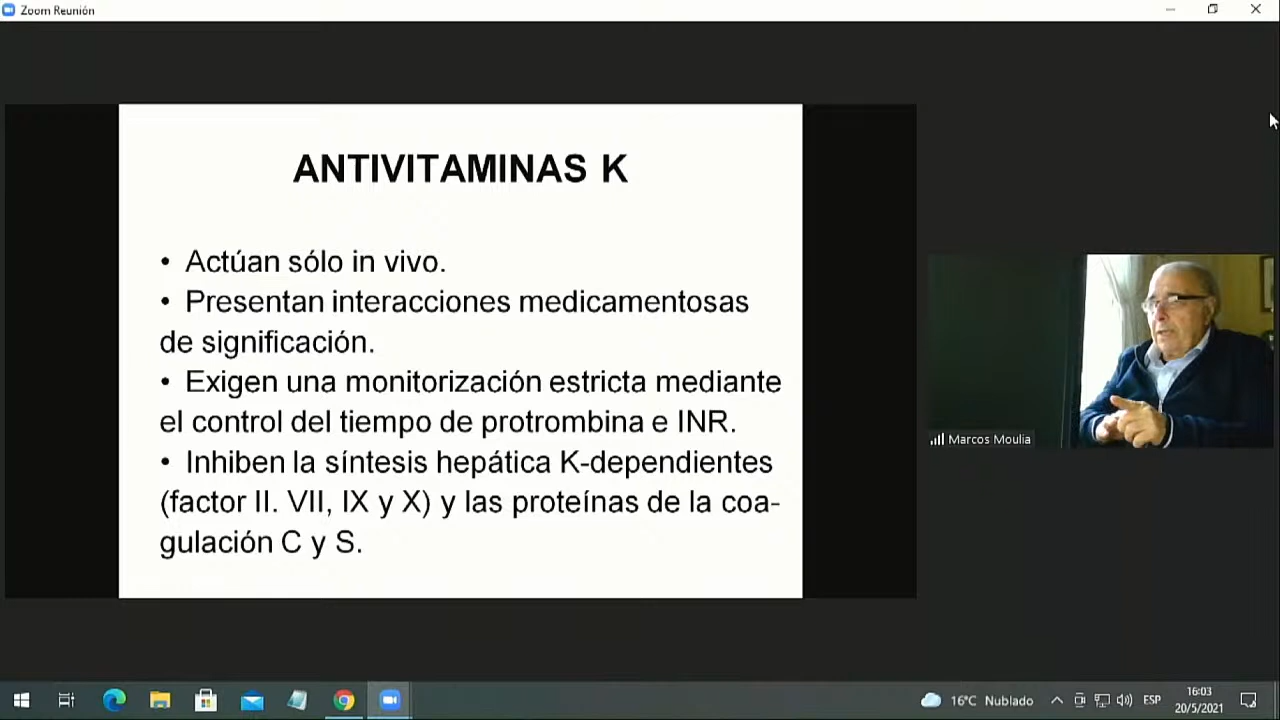 Zoom Reunión
ANTIVITAMINAS K
• Actúan sólo in vivo.
• Presentan interacciones medicamentosas
de significación.
• Exigen una monitorización estricta mediante
el control del tiempo de protrombina e INR.
• Inhiben la síntesis hepática K-dependientes
(factor II. VII, IX y X) y las proteínas de la coa-
gulación C y S.
Marcos Moulia
16°C Nublado
ESP
16:03
20/5/2021